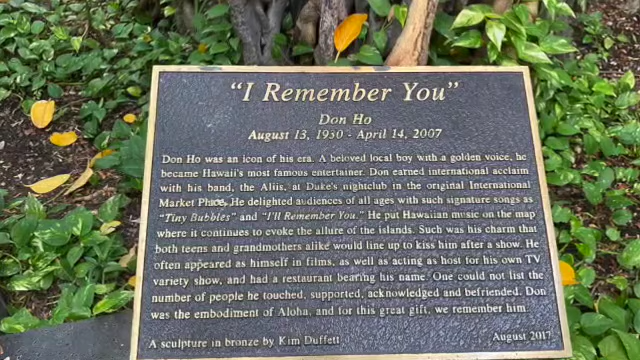 "I Remember You"
Don Ho
August 13, 1930 - April 14, 2007
Don Ho was an icon of his era. A beloved local boy with a golden voice, he
became Hawaii's most famous entertainer. Don earned international acclaim
with his band, the Aliis, at Duke's nightclub in the original International
Market Place. He delighted audiences of all ages with such signature songs as
"Tiny Bubbles" and "I'll Remember You." He put Hawaiian music on the map
where it continues to evoke the allure of the islands. Such was his charm that
both teens and grandmothers alike would line up to kiss him after a show. He
often appeared as himself in films, as well as acting as host for his own TV
variety show, and had a restaurant bearing his name. One could not list the
number of people he touched, supported, acknowledged and befriended. Don
was the embodiment of Aloha, and for this great gift, we remember him.
A sculpture in bronze by Kim Duffett
August 2017